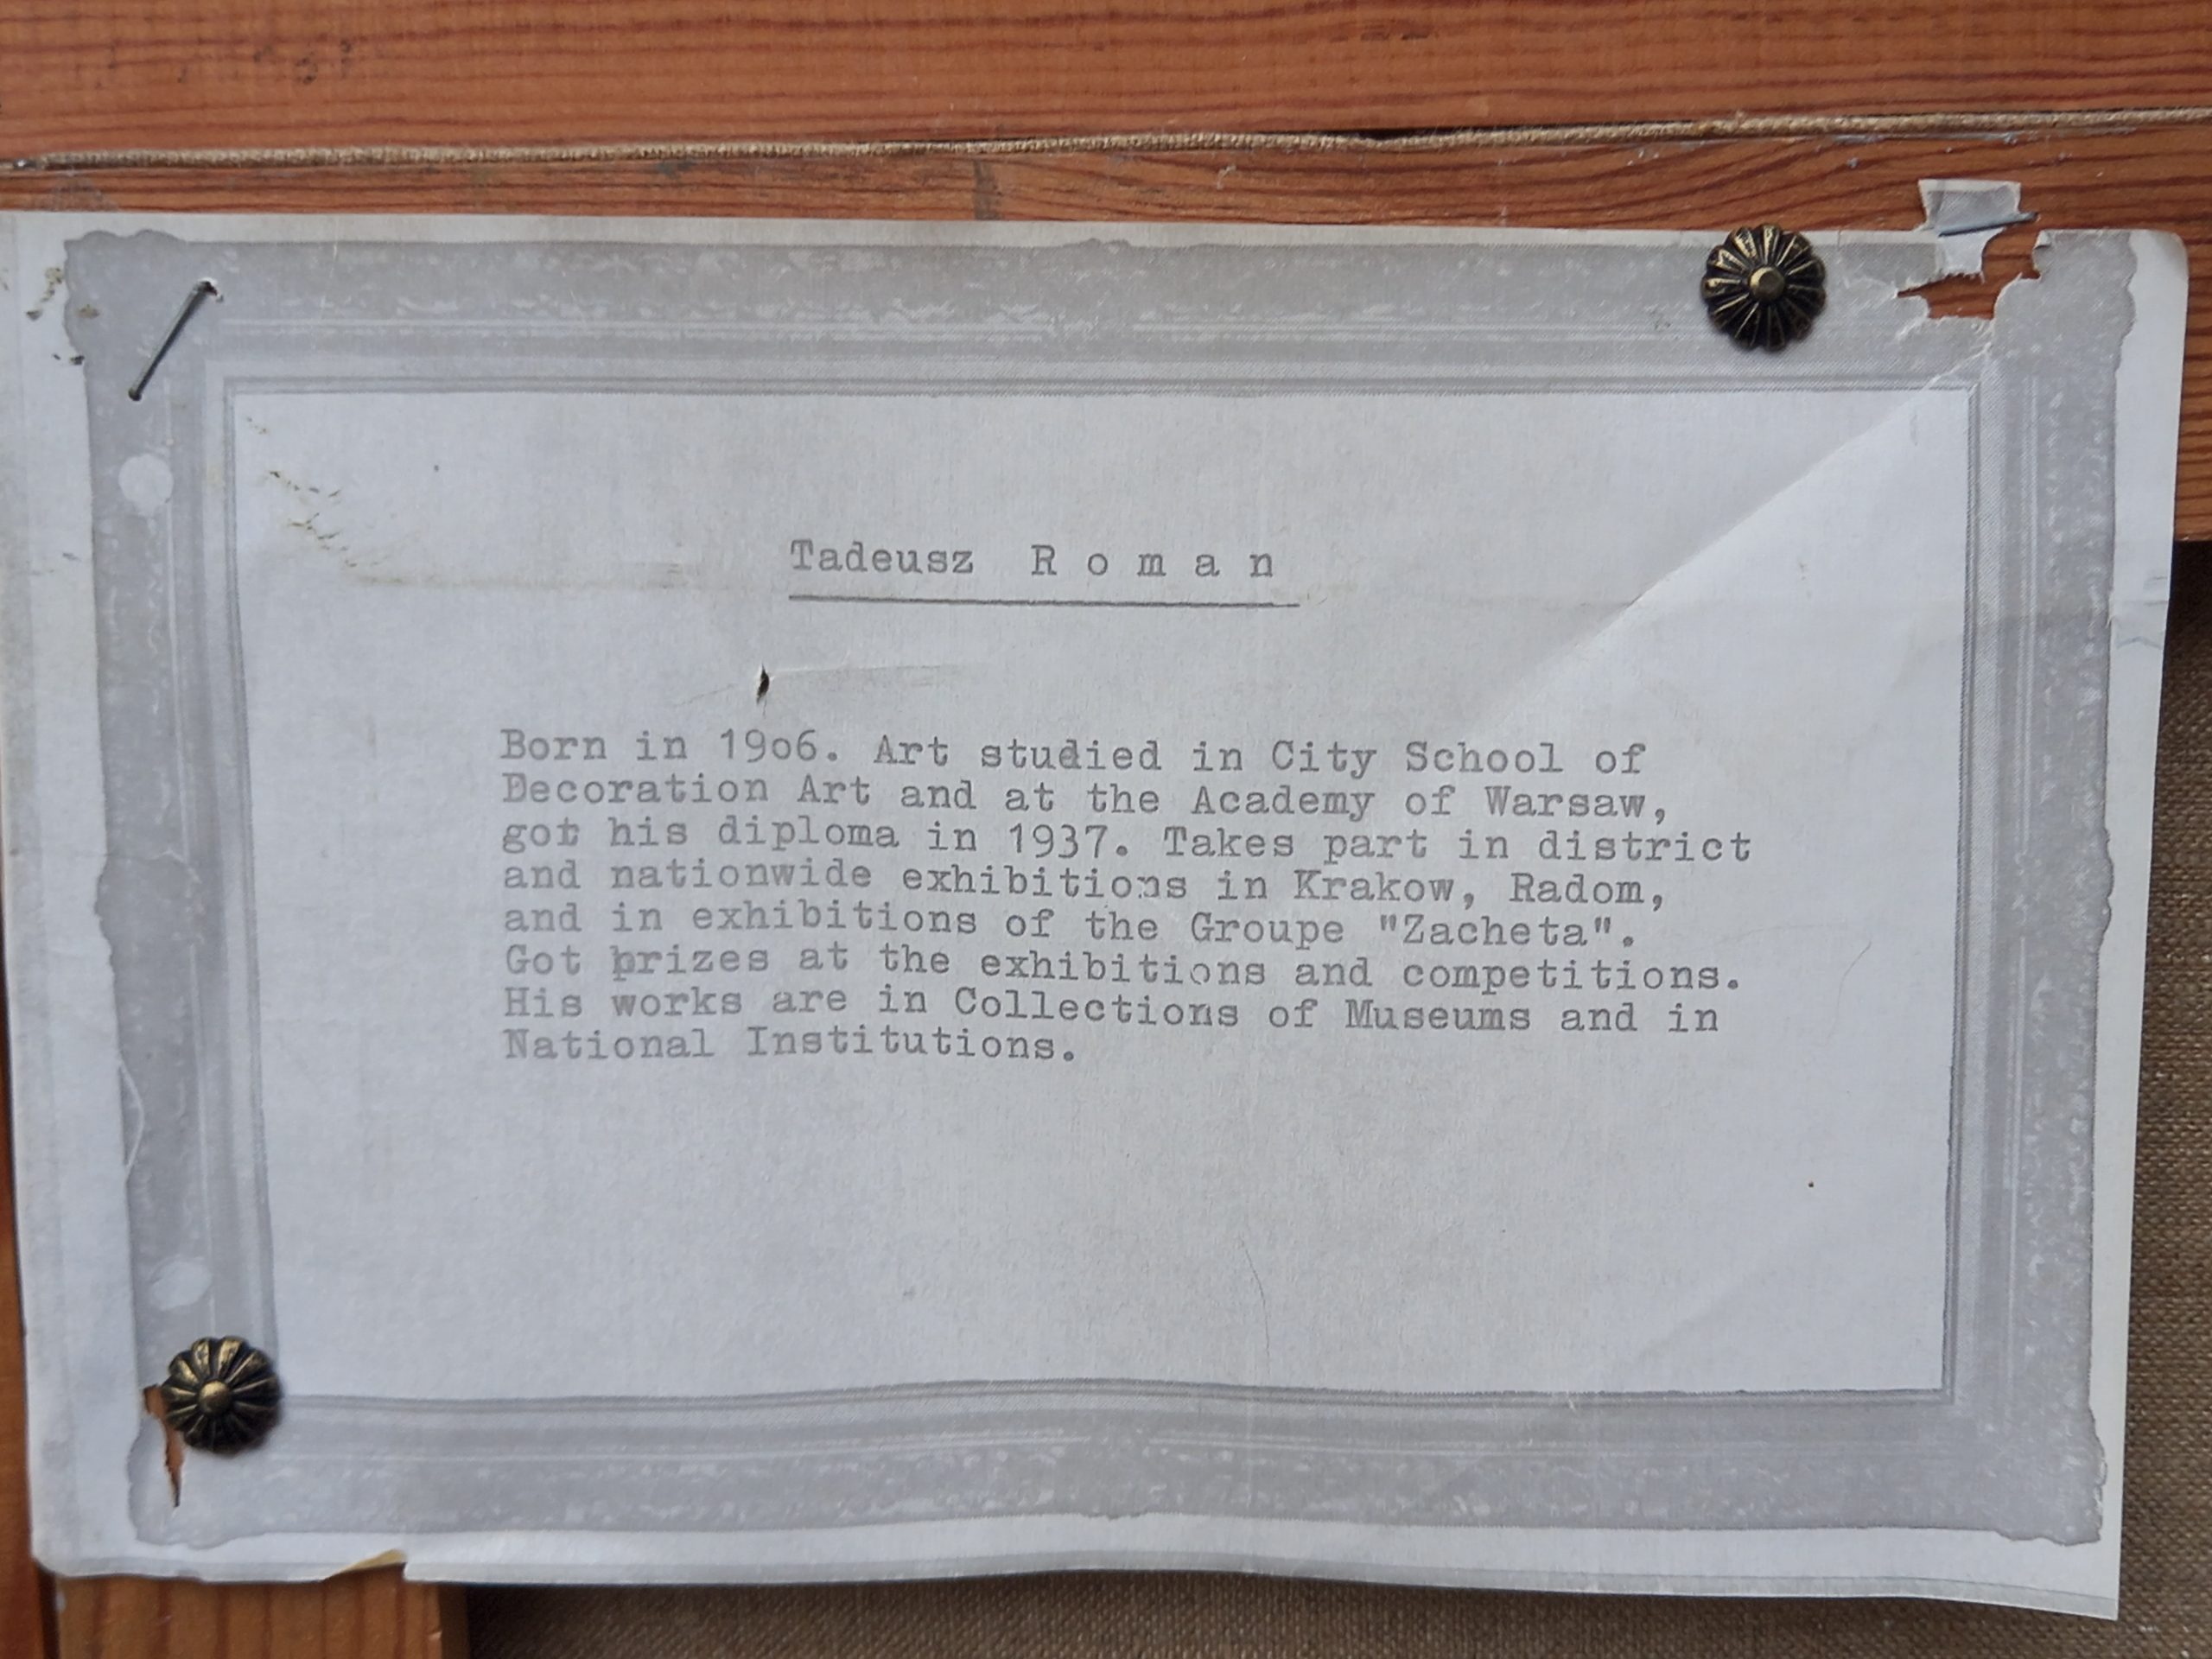 Tadeusz R o m a n
Born in 19o6. Art studied in City School of
Decoration Art and at the Academy of Warsaw,
got his diploma in 1937. Takes part in district
and nationwide exhibitions in Krakow, Radom,
and in exhibitions of the Groupe "Zacheta".
Got prizes at the exhibitions and competitions.
His works are in Collections of Museums and in
National Institutions.